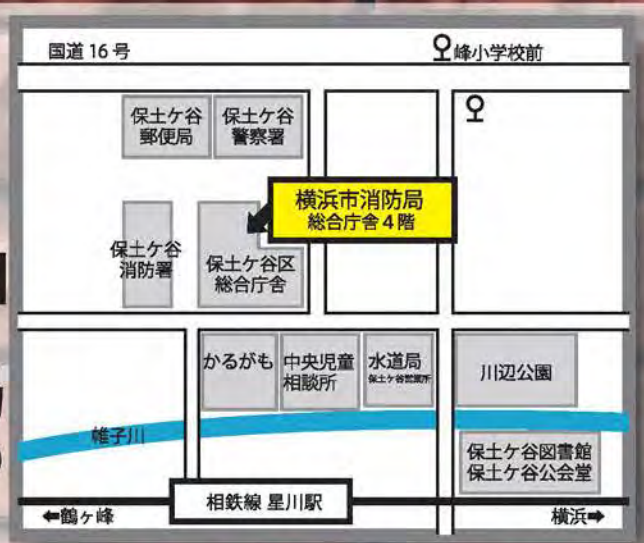 国道 16 号
峰小学校前
保土ケ谷
郵便局
保土ケ谷
警察署
横浜市消防局
総合庁舎 4 階
保土ケ谷
消防署
保土ケ谷区
総合庁舎
かるがも
中央児童
相談所
水道局
保土ケ谷営業所
川辺公園
帷子川
保土ケ谷図書館
保土ケ谷公会堂
相鉄線 星川駅
⬅鶴ヶ峰
横浜➡